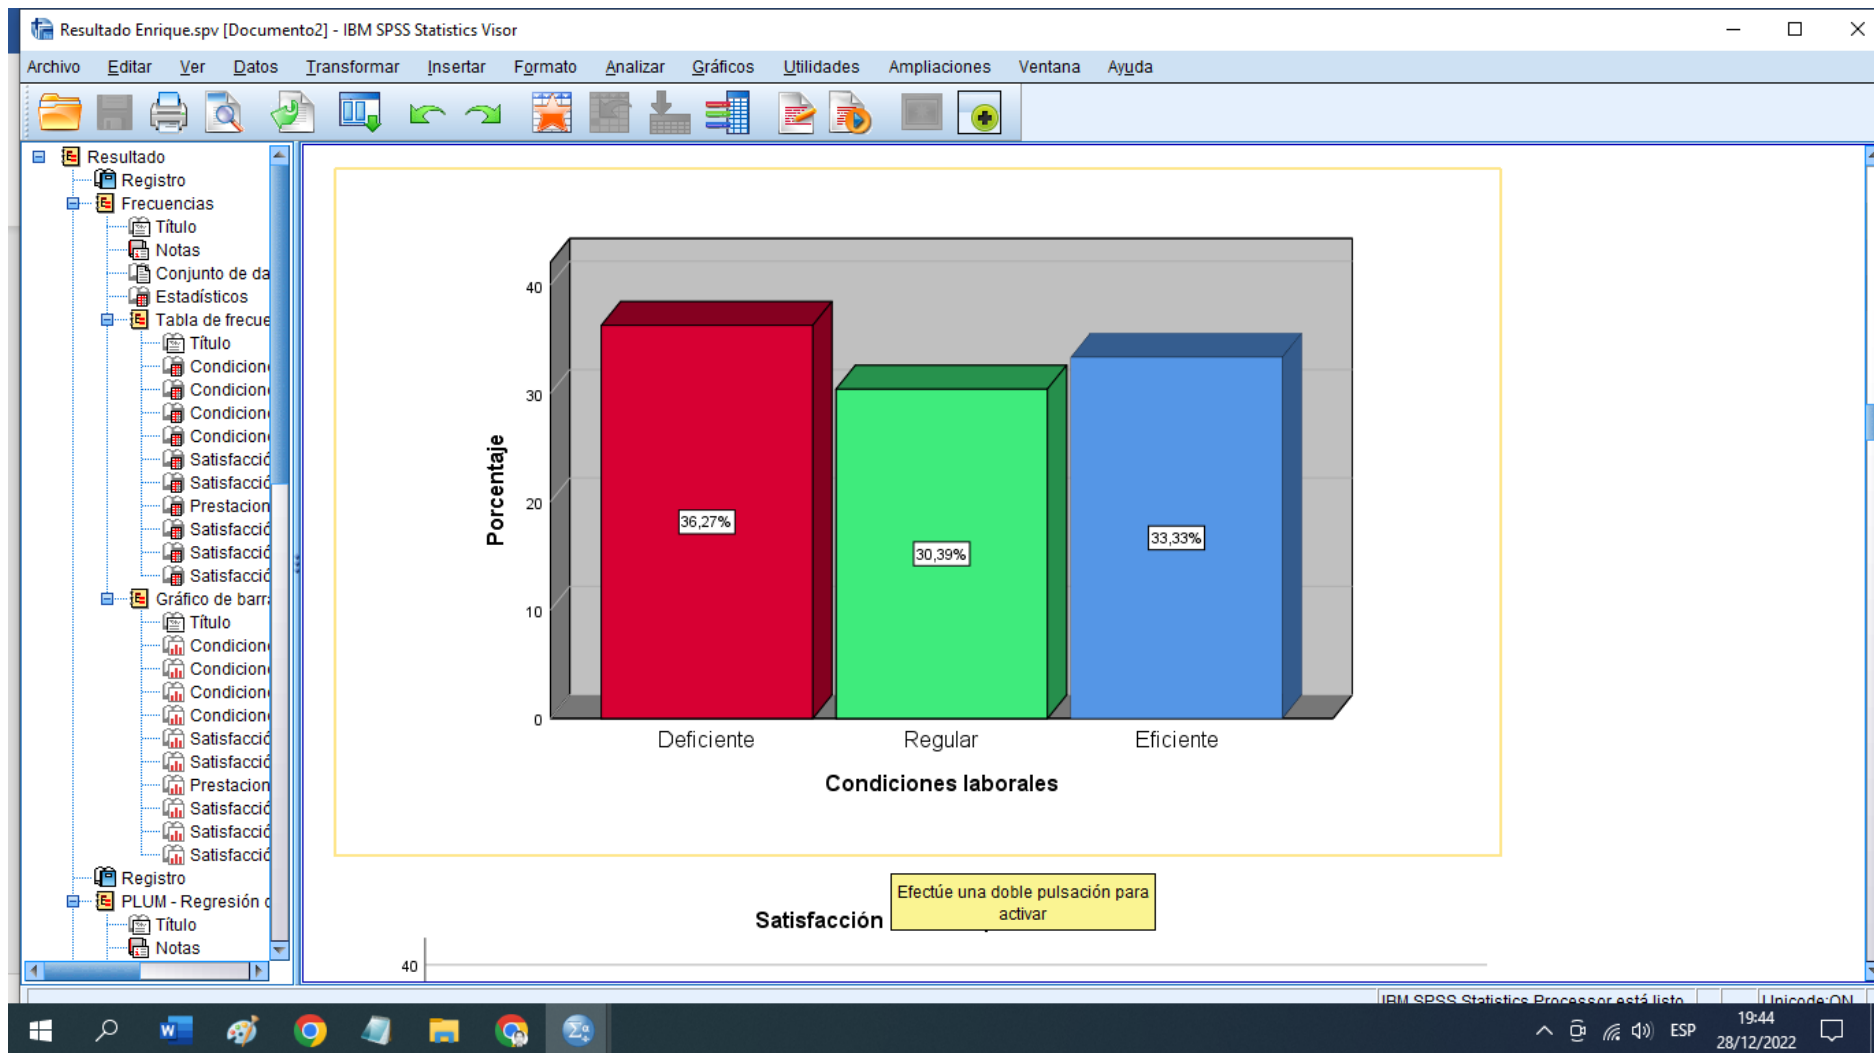 Resultado Enrique.spv [Documento2] - IBM SPSS Statistics Visor
Archivo Editar Ver Datos Transformar Insertar Formato Analizar Gráficos Utilidades Ampliaciones Ventana Ayuda
Resultado
Registro
Frecuencias
Título
Notas
Conjunto de da
Estadísticos
Tabla de frecue
Título
Condicion
Condicion
Condicion
Condicion
Satisfacció
Satisfacció
Prestacion
Satisfacció
Satisfacció
Satisfacció
Gráfico de barra
Título
Condicion
Condicion
Condicion
Condicion
Satisfacció
Satisfacció
Prestacion
Satisfacció
Satisfacció
Satisfacció
Registro
PLUM - Regresión
Título
Notas
Porcentaje
40
30
20
10
0
36,27%
30,39%
33,33%
Deficiente Regular Eficiente
Condiciones laborales
Efectúe una doble pulsación para
activar
Satisfacción
40
IBM SPSS Statistics Processor está listo
Unicode:ON
ESP
19:44
28/12/2022